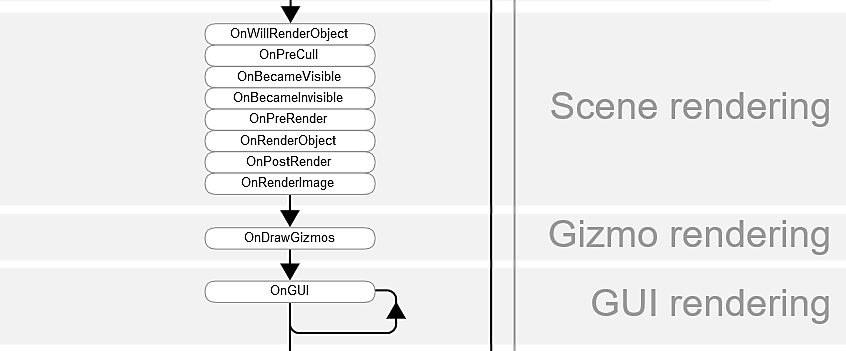 OnWillRenderObject
OnPreCull
OnBecameVisible
OnBecameInvisible
OnPreRender
OnRenderObject
OnPostRender
OnRenderImage
Scene rendering
OnDrawGizmos
Gizmo rendering
OnGUI
GUI rendering